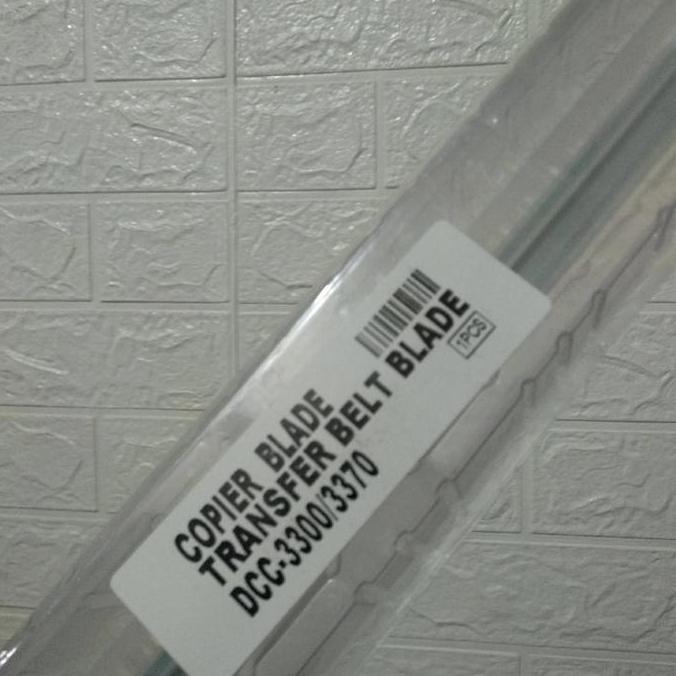 COPIER BLADE
TRANSFER BELT BLADE
1PCS
DCC-3300/3370